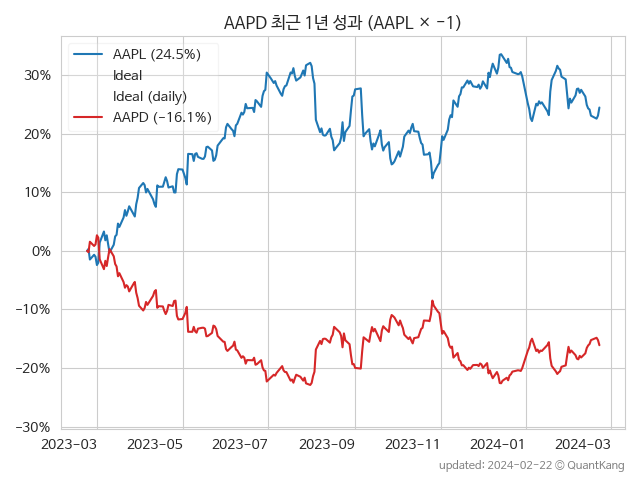 AAPD 최근 1년 성과 (AAPL × −1)
AAPL (24.5%)
Ideal
Ideal (daily)
AAPD (−16.1%)
30%
20%
10%
0%
−10%
−20%
−30%
2023-03 2023-05 2023-07 2023-09 2023-11 2024-01 2024-03
updated: 2024-02-22 © QuantKang